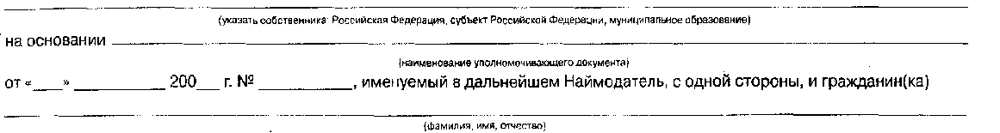 (указать собственника: Российская Федерация, субъект Российской Федерации, муниципальное образование)
на основании ____________________
(наименование уполномочивающего документа)
от «___» __________ 200___ г. № __________, именуемый в дальнейшем Наймодатель, с одной стороны, и гражданин(ка)
(фамилия, имя, отчество)